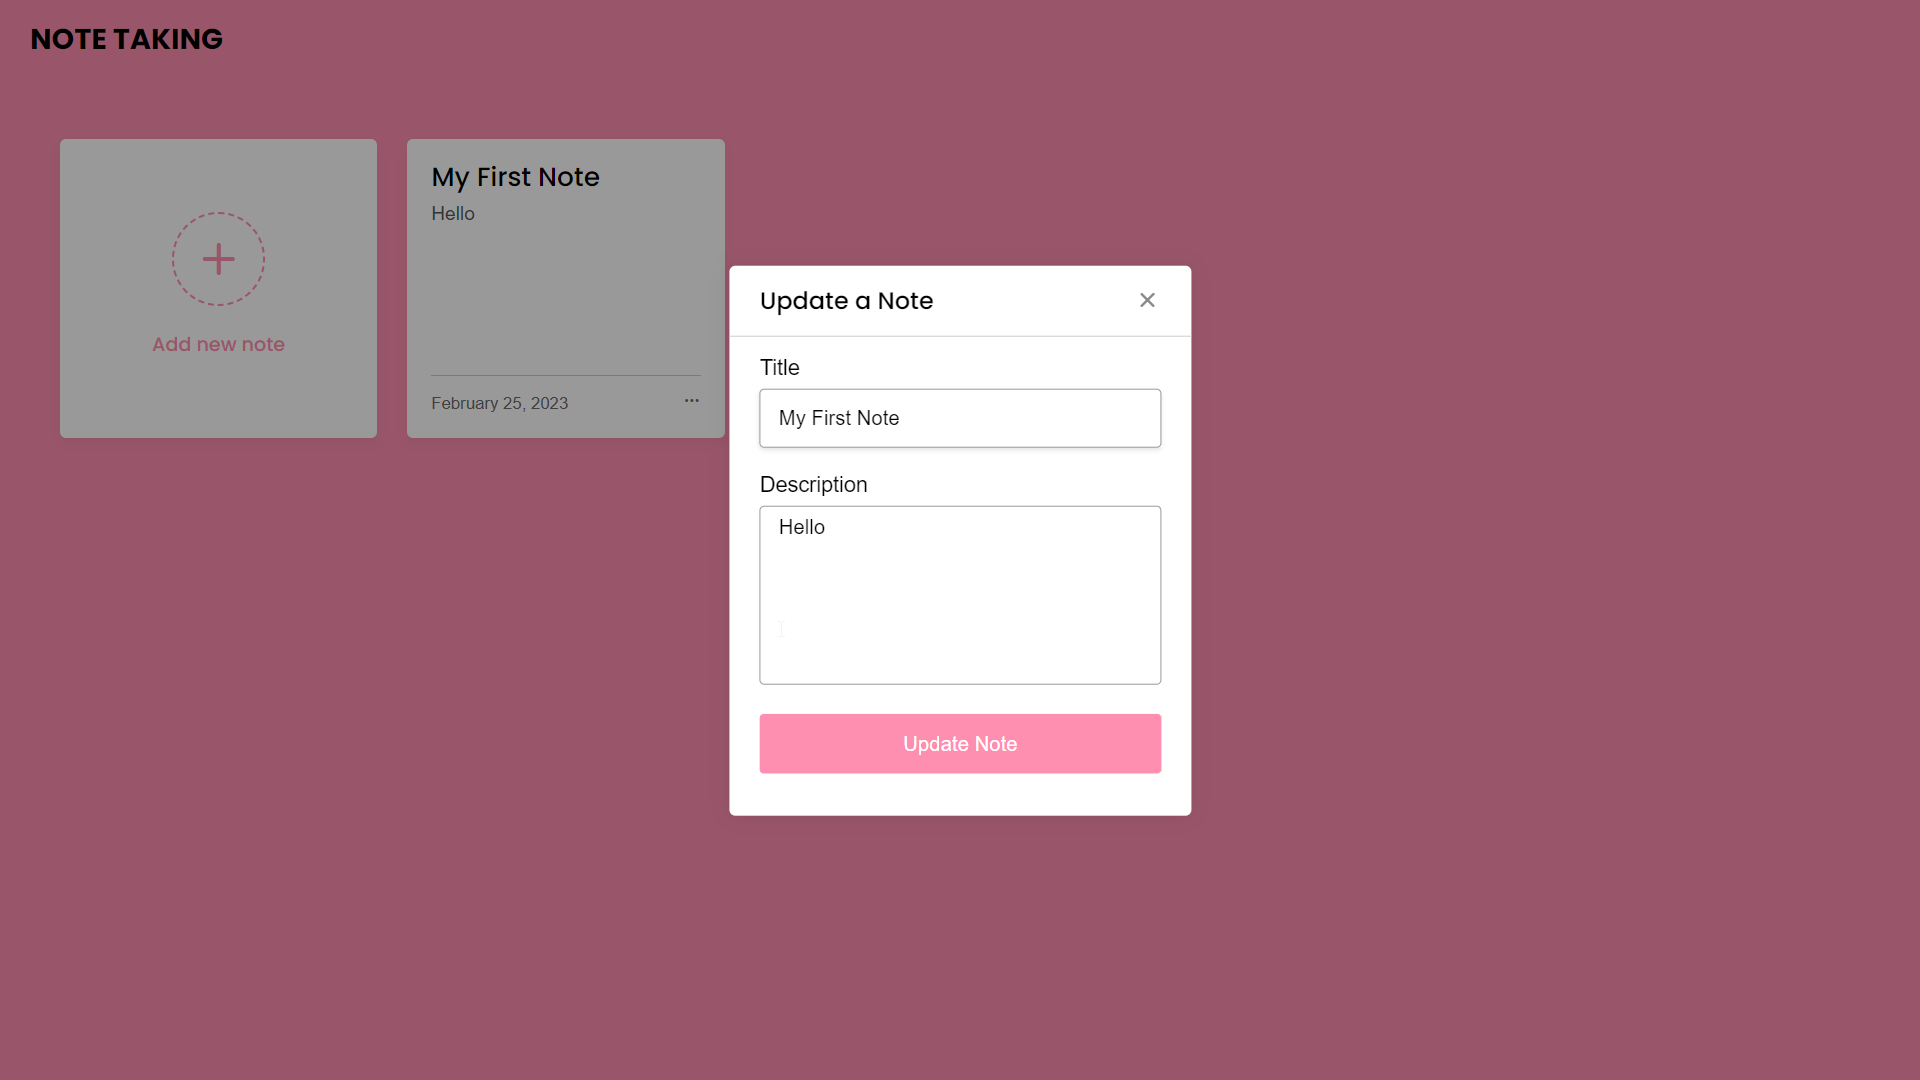 NOTE TAKING
Add new note
My First Note
Hello
February 25, 2023
Update a Note
Title
My First Note
Description
Hello
Update Note